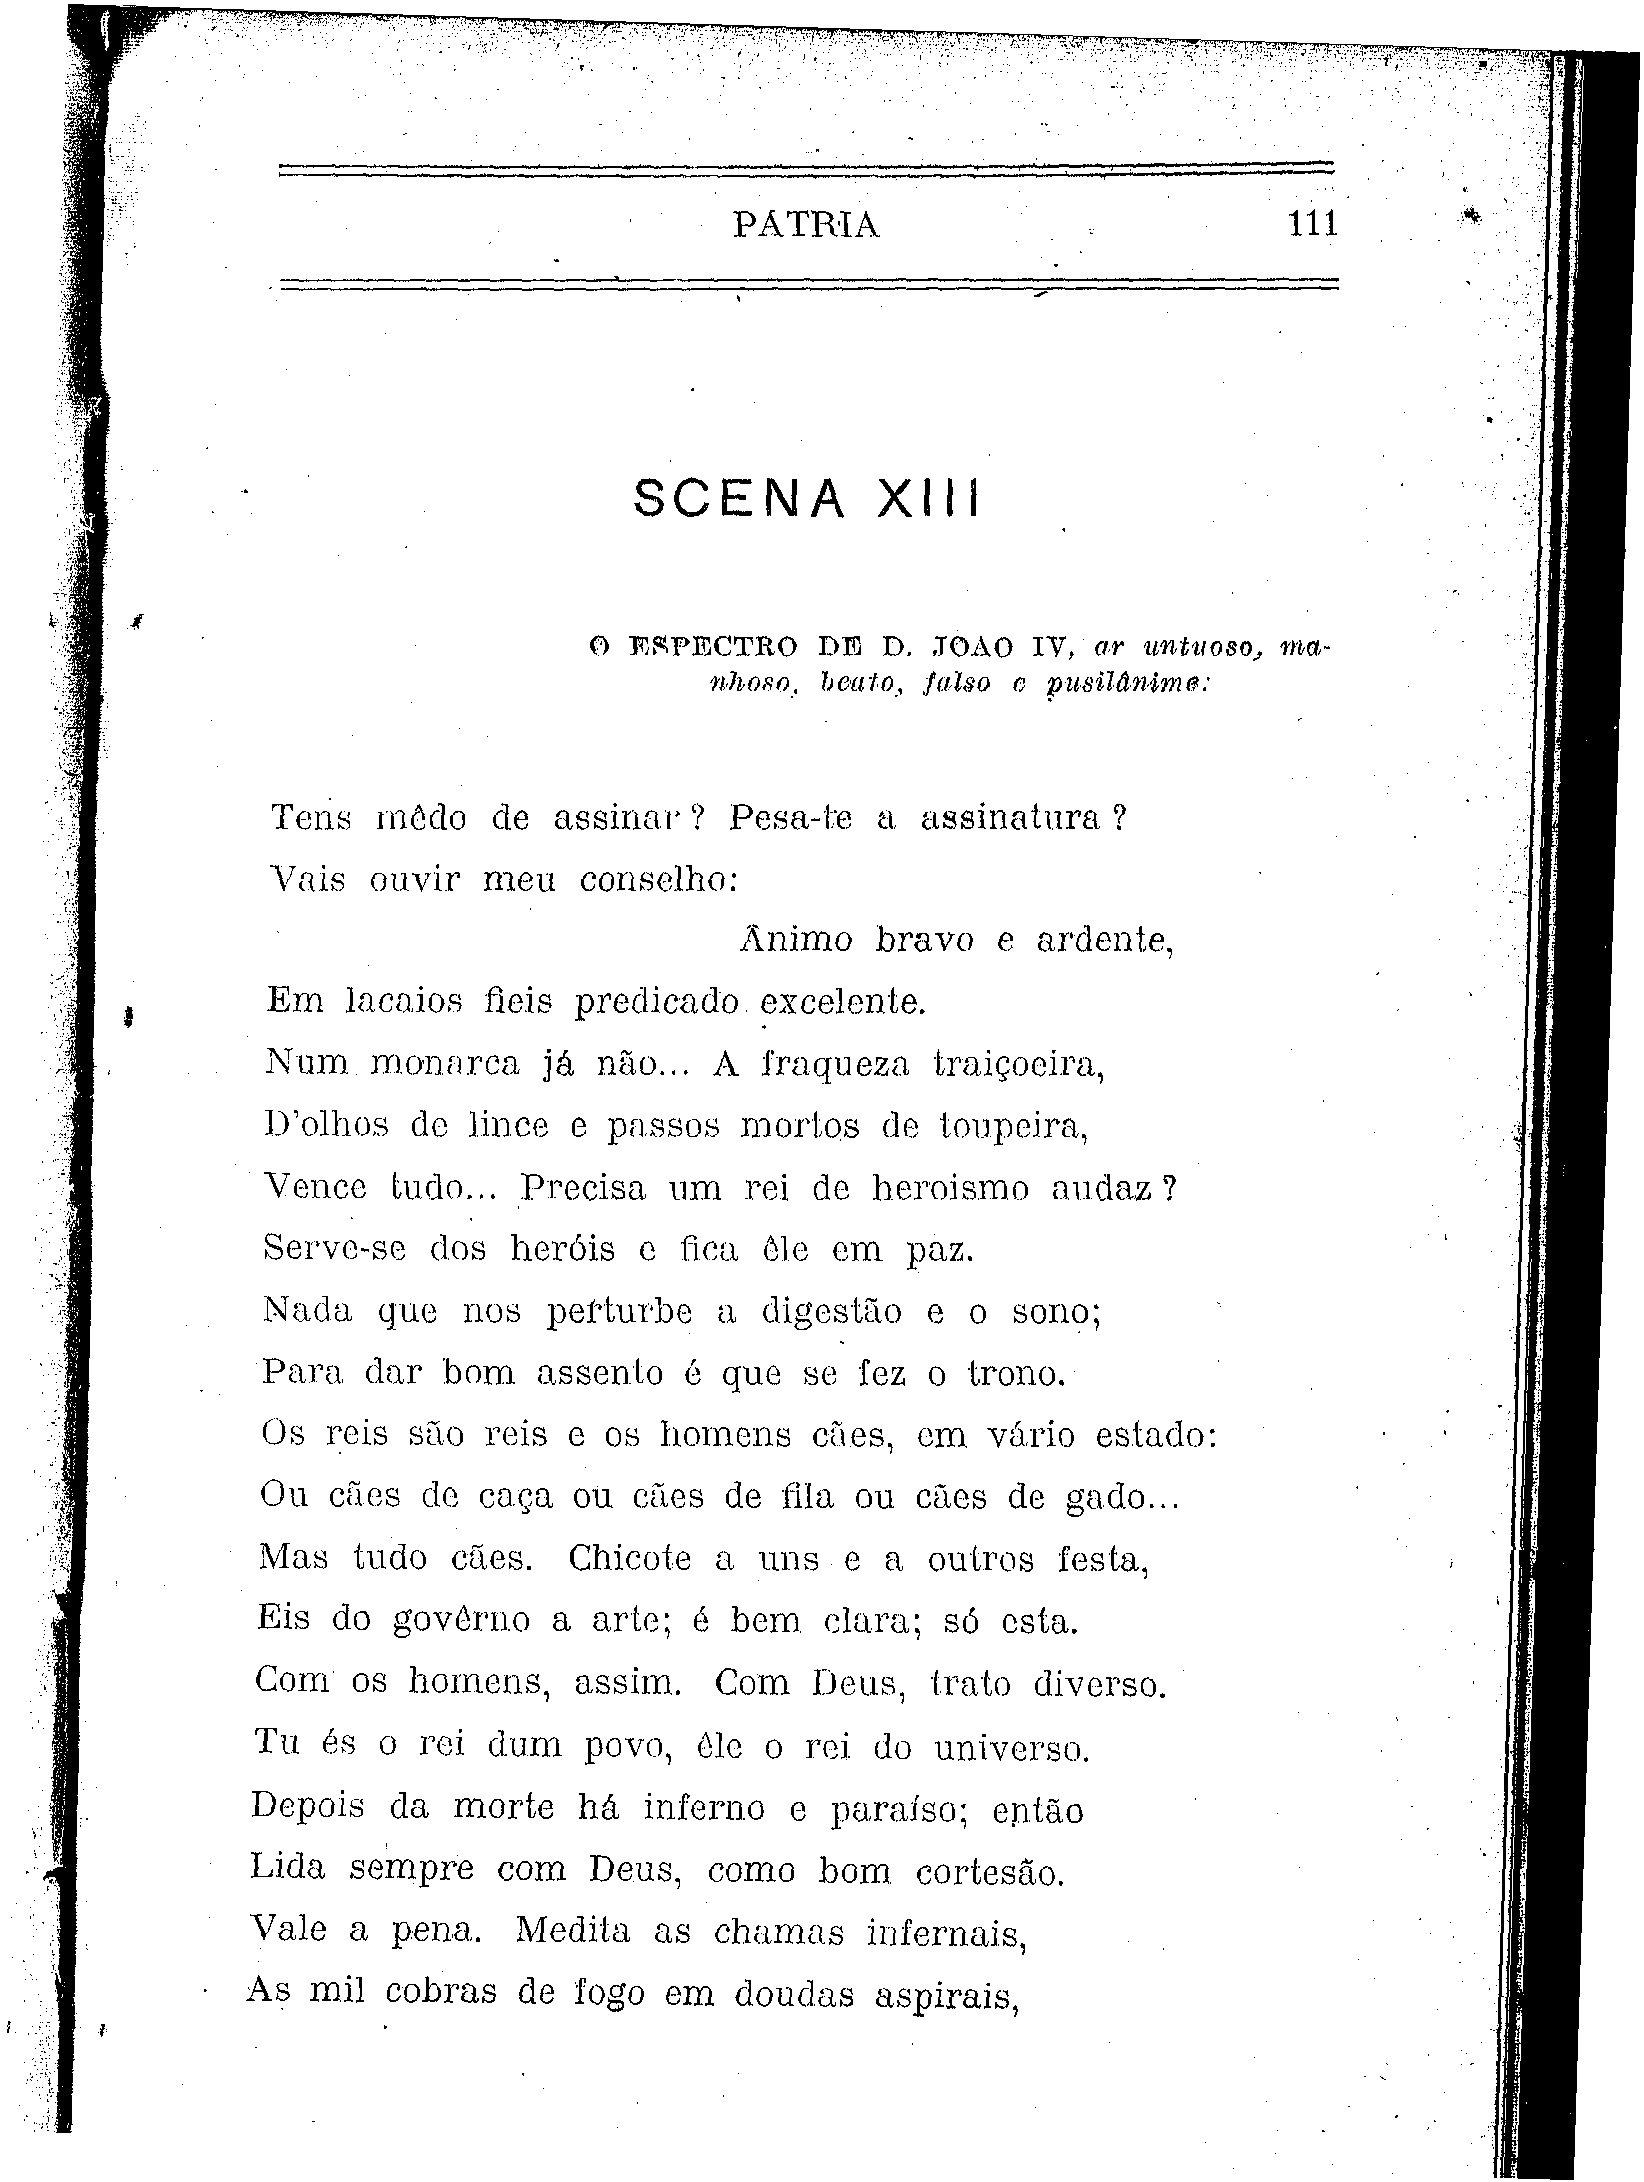 PÁTRIA 111
SCENA XIII
O ESPECTRO DE D. JOAO IV, ar untuoso, ma-
nhoso, beato, falso e pusilânime:
Tens mêdo de assinar? Pesa-te a assinatura?
Vais ouvir meu conselho:
Ânimo bravo e ardente,
Em lacaios fieis predicado excelente.
Num monarca já não... A fraqueza traiçoeira,
D'olhos de lince e passos mortos de toupeira,
Vence tudo... Precisa um rei de heroismo audaz?
Serve-se dos heróis e fica êle em paz.
Nada que nos perturbe a digestão e o sono;
Para dar bom assento é que se fez o trono.
Os reis são reis e os homens cães, em vário estado:
Ou cães de caça ou cães de fila ou cães de gado...
Mas tudo cães. Chicote a uns e a outros festa,
Eis do govêrno a arte; é bem clara; só esta.
Com os homens, assim. Com Deus, trato diverso.
Tu és o rei dum povo, êle o rei do universo.
Depois da morte há inferno e paraíso; então
Lida sempre com Deus, como bom cortesão.
Vale a pena. Medita as chamas infernais,
As mil cobras de fogo em doudas aspirais,